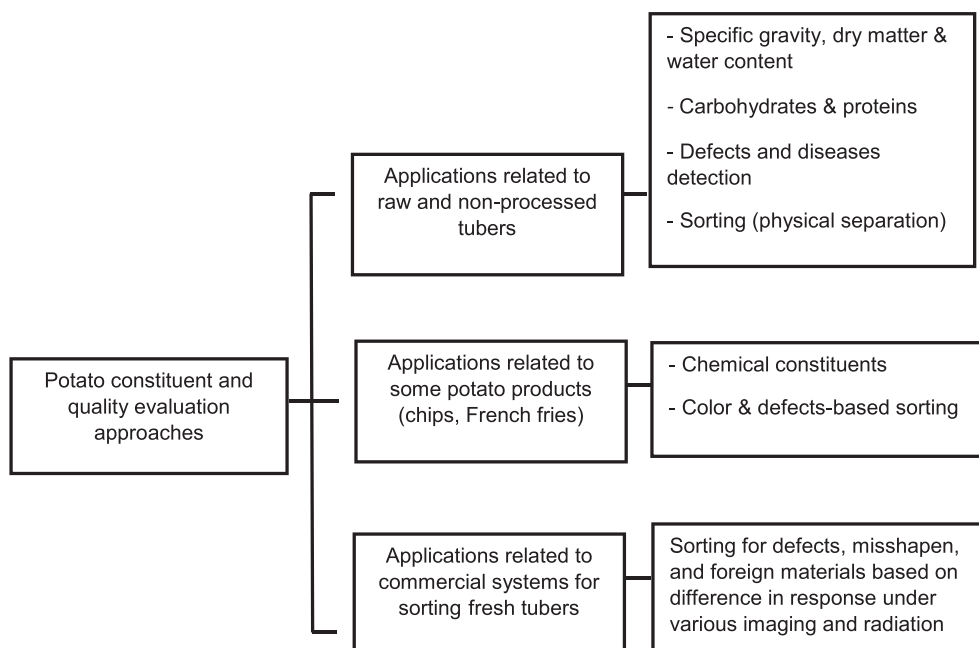 Potato constituent and
quality evaluation
approaches
Applications related to
raw and non-processed
tubers
- Specific gravity, dry matter &
water content
- Carbohydrates & proteins
- Defects and diseases
detection
- Sorting (physical separation)
Applications related to
some potato products
(chips, French fries)
- Chemical constituents
- Color & defects-based sorting
Applications related to
commercial systems for
sorting fresh tubers
Sorting for defects, misshapen,
and foreign materials based on
difference in response under
various imaging and radiation